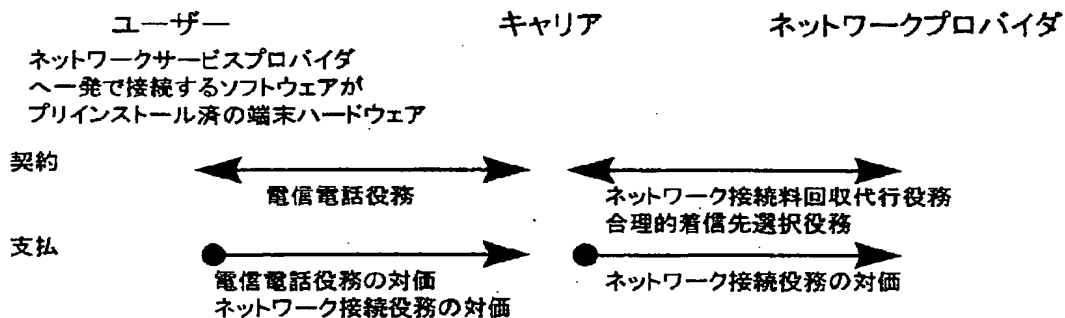 ユーザー
キャリア
ネットワークプロバイダ
ネットワークサービスプロバイダ
へ一発で接続するソフトウェアが
プリインストール済の端末ハードウェア
契約
電信電話役務
ネットワーク接続料回収代行役務
合理的着信先選択役務
支払
電信電話役務の対価
ネットワーク接続役務の対価
ネットワーク接続役務の対価